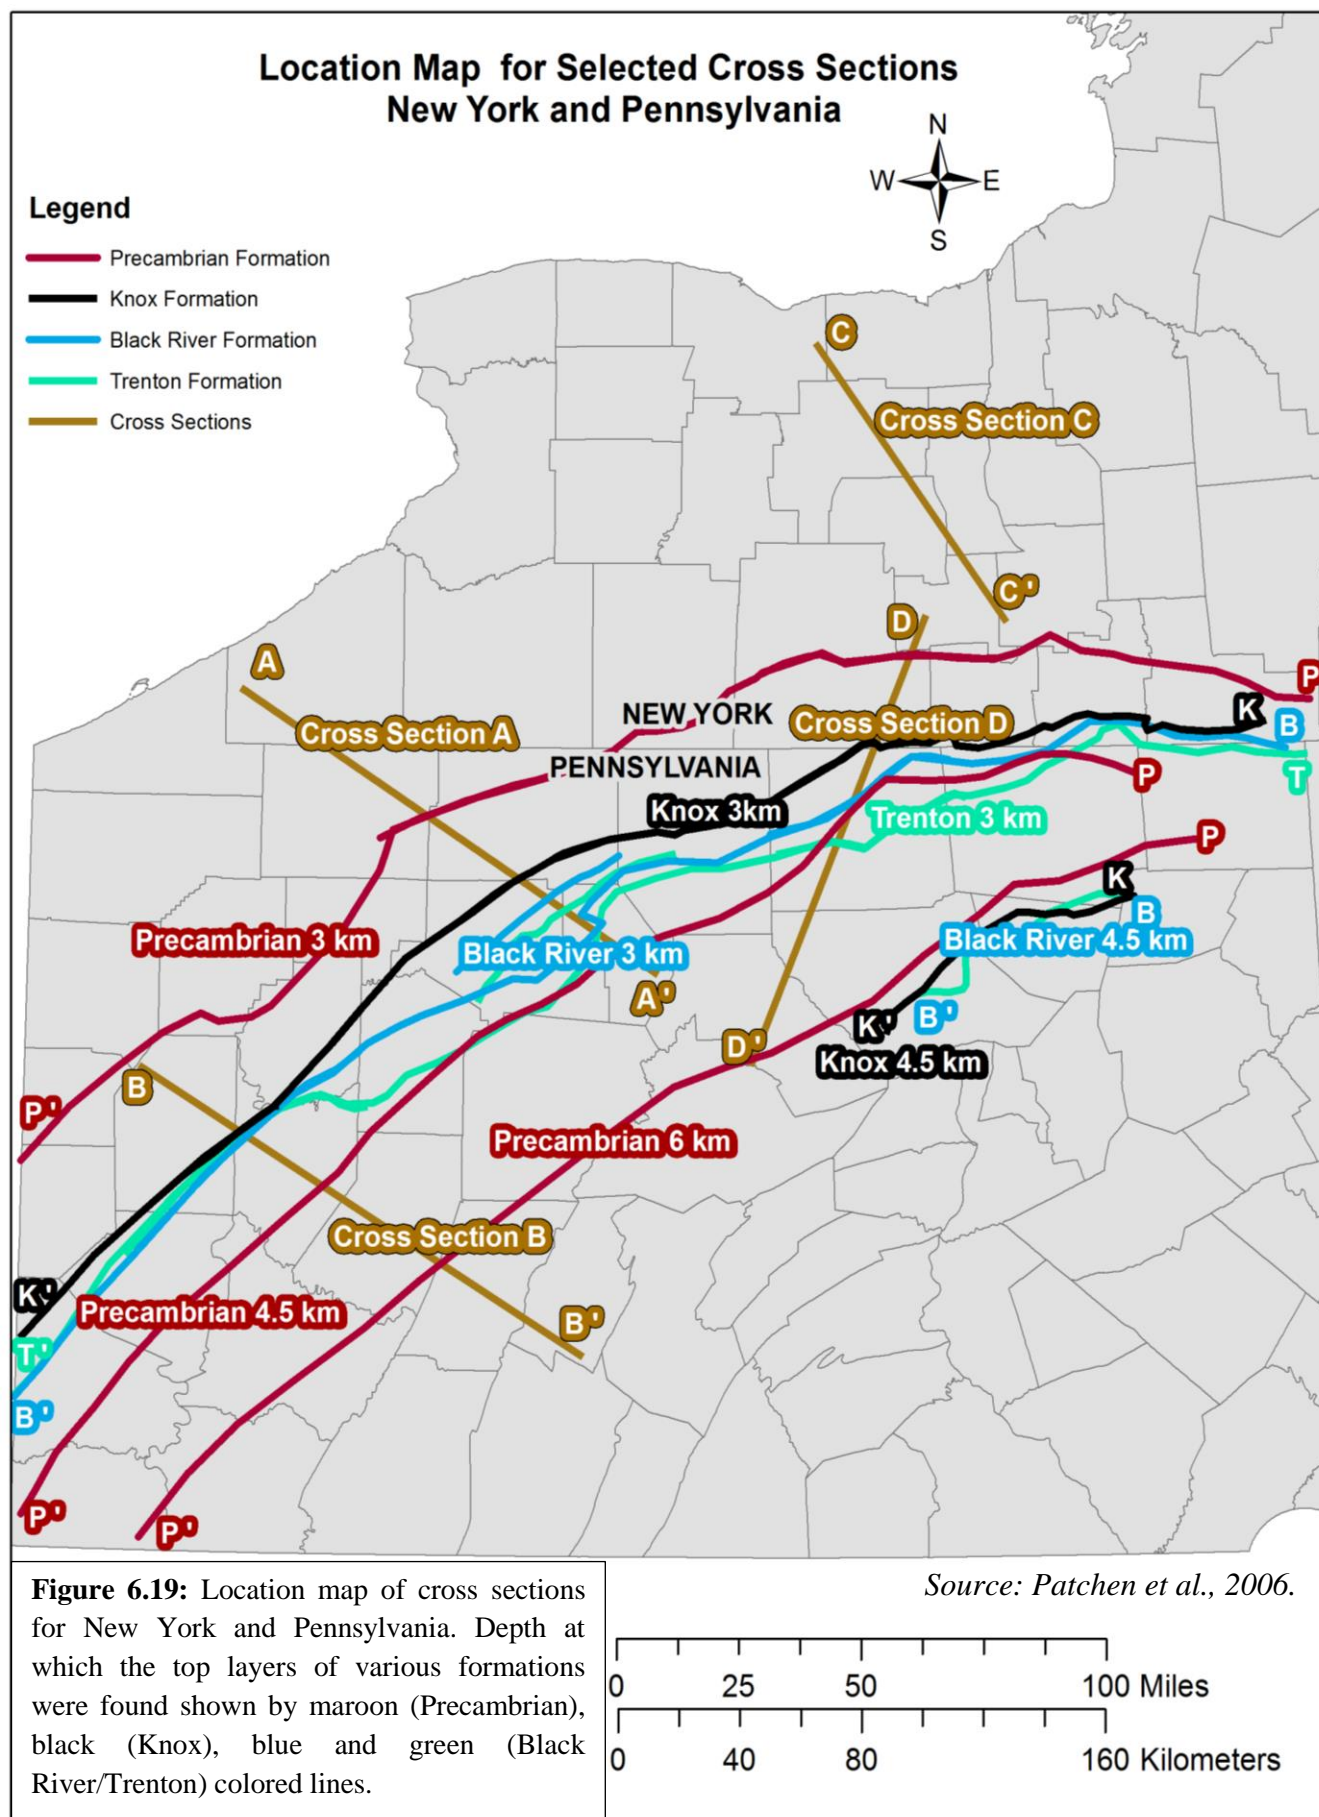 Location Map for Selected Cross Sections
New York and Pennsylvania
N
W E
S
Legend
Precambrian Formation
Knox Formation
Black River Formation
Trenton Formation
Cross Sections
C
Cross Section C
C'
D
A
P
NEW YORK
K
Cross Section A
Cross Section D
B
PENNSYLVANIA
P
T
Knox 3km
Trenton 3 km
P
K
B
Precambrian 3 km
Black River 3 km
Black River 4.5 km
A'
B'
K'
D'
Knox 4.5 km
B
P'
Precambrian 6 km
Cross Section B
K'
Precambrian 4.5 km
B'
T'
B'
P'
P'
Figure 6.19: Location map of cross sections
for New York and Pennsylvania. Depth at
which the top layers of various formations
were found shown by maroon (Precambrian),
black (Knox), blue and green (Black
River/Trenton) colored lines.
Source: Patchen et al., 2006.
0 25 50 100 Miles
0 40 80 160 Kilometers